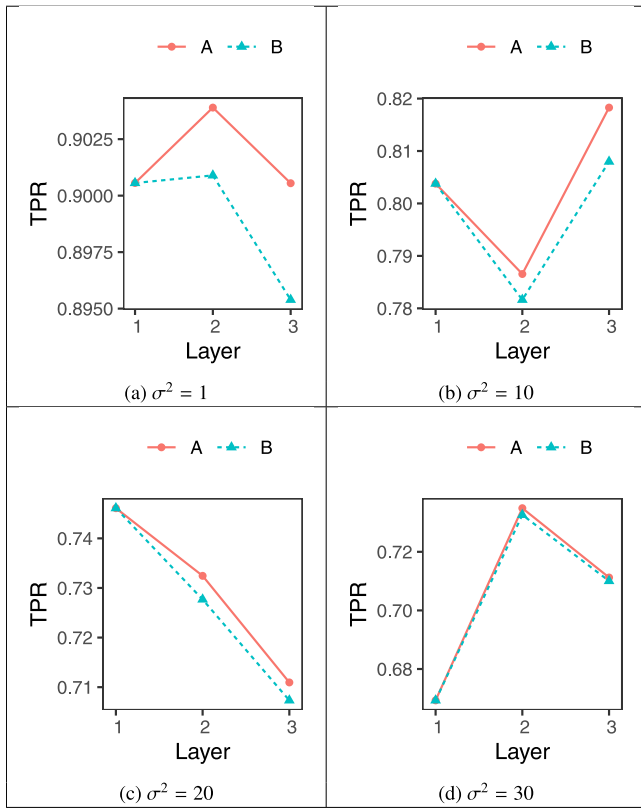 A B
TPR
0.9025
0.9000
0.8975
0.8950
1 2 3
Layer
(a) σ² = 1
A B
TPR
0.82
0.81
0.80
0.79
0.78
1 2 3
Layer
(b) σ² = 10
A B
TPR
0.74
0.73
0.72
0.71
1 2 3
Layer
(c) σ² = 20
A B
TPR
0.72
0.70
0.68
1 2 3
Layer
(d) σ² = 30